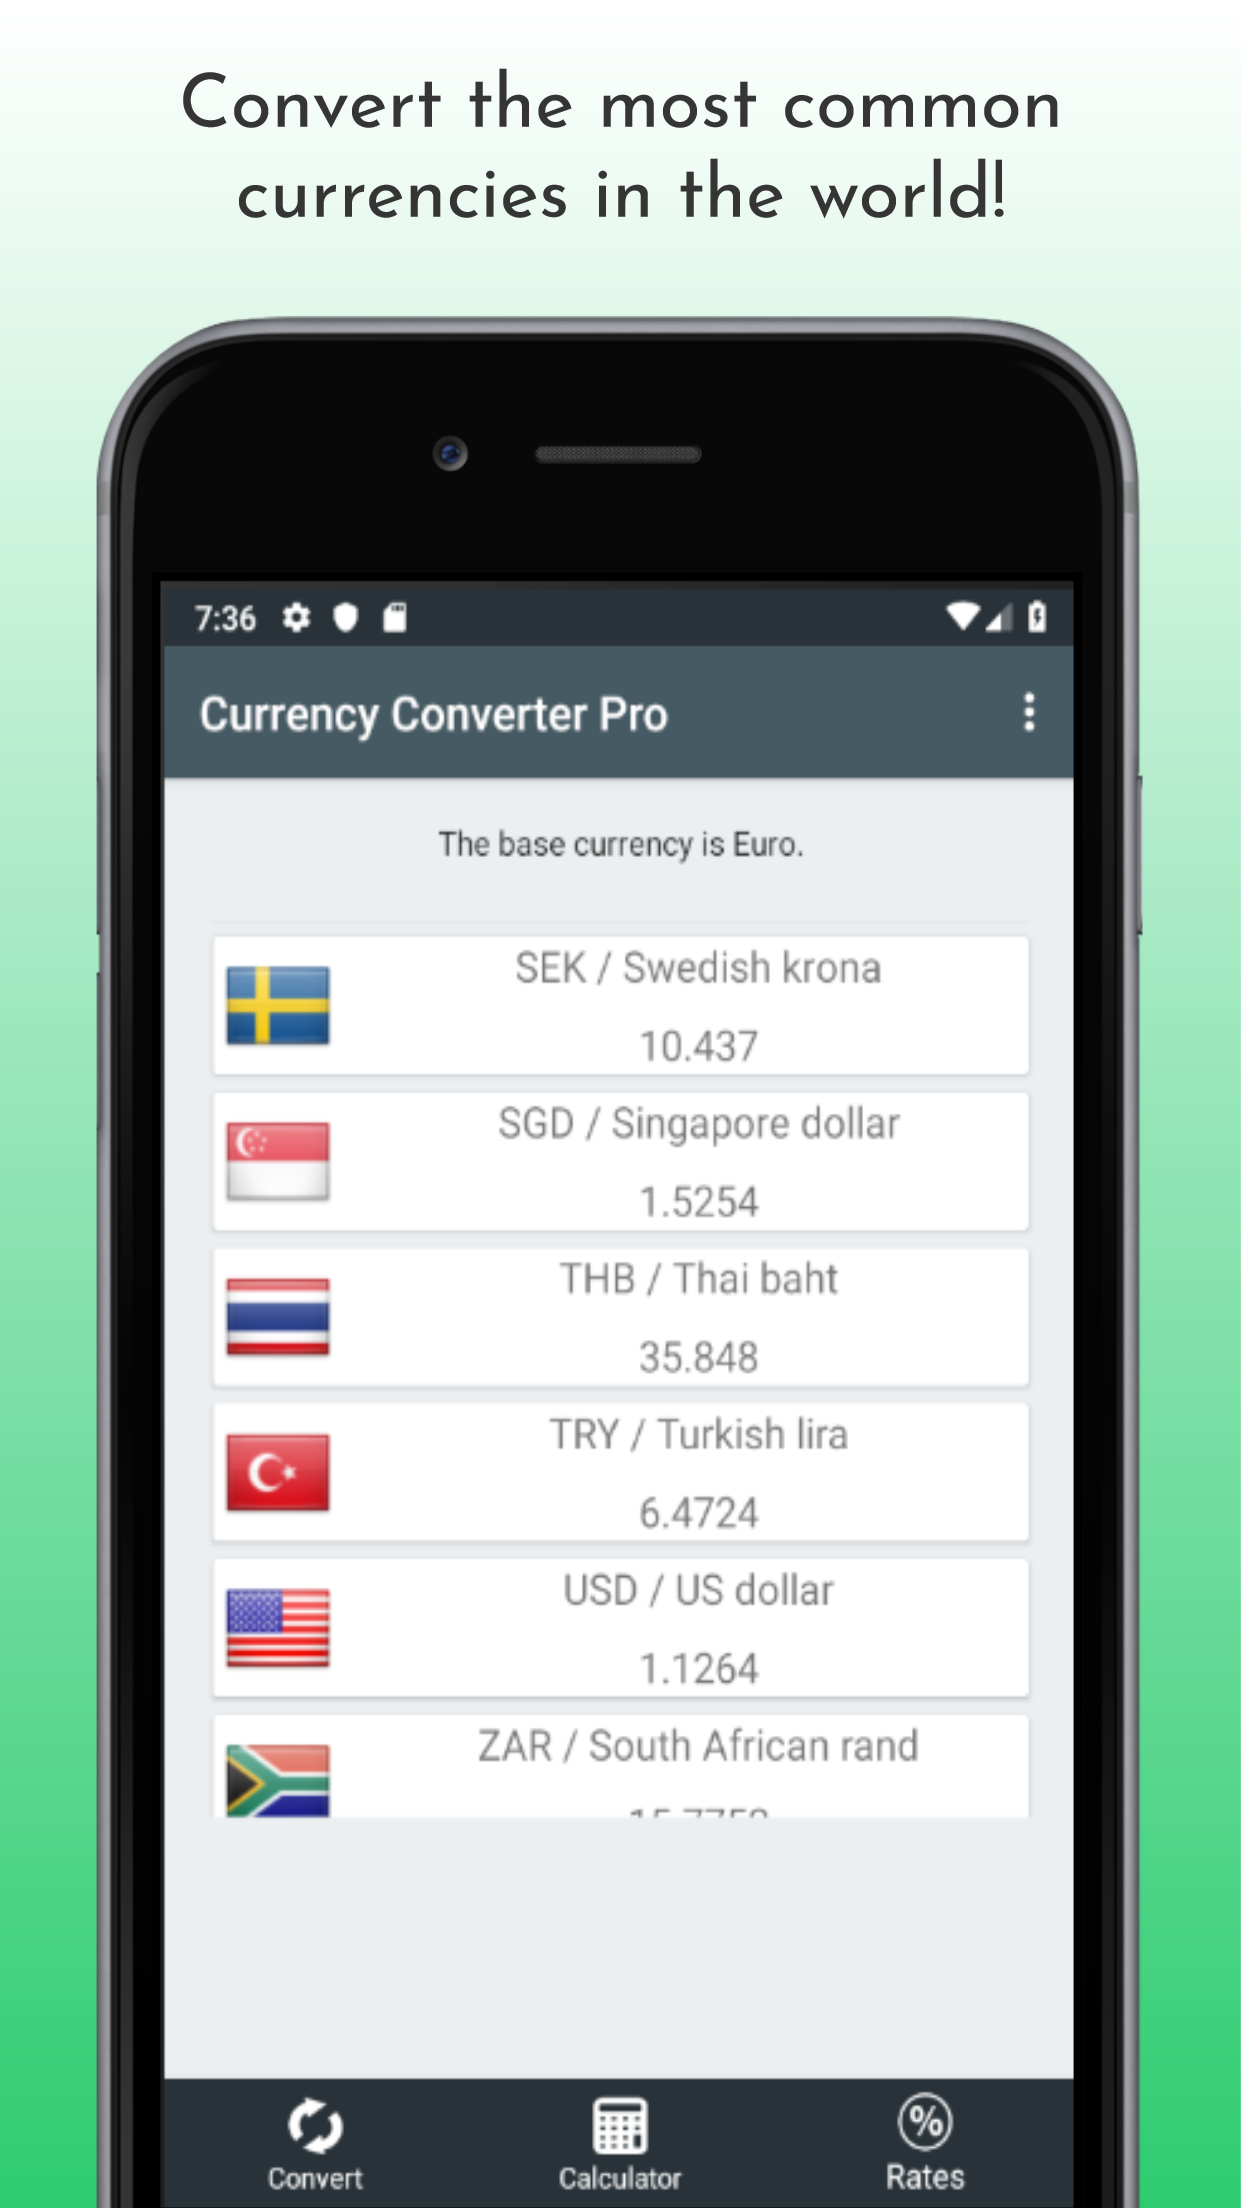 Convert the most common
currencies in the world!
7:36
Currency Converter Pro
The base currency is Euro.
SEK / Swedish krona
10.437
SGD / Singapore dollar
1.5254
THB / Thai baht
35.848
TRY / Turkish lira
6.4724
USD / US dollar
1.1264
ZAR / South African rand
%
Convert
Calculator
Rates